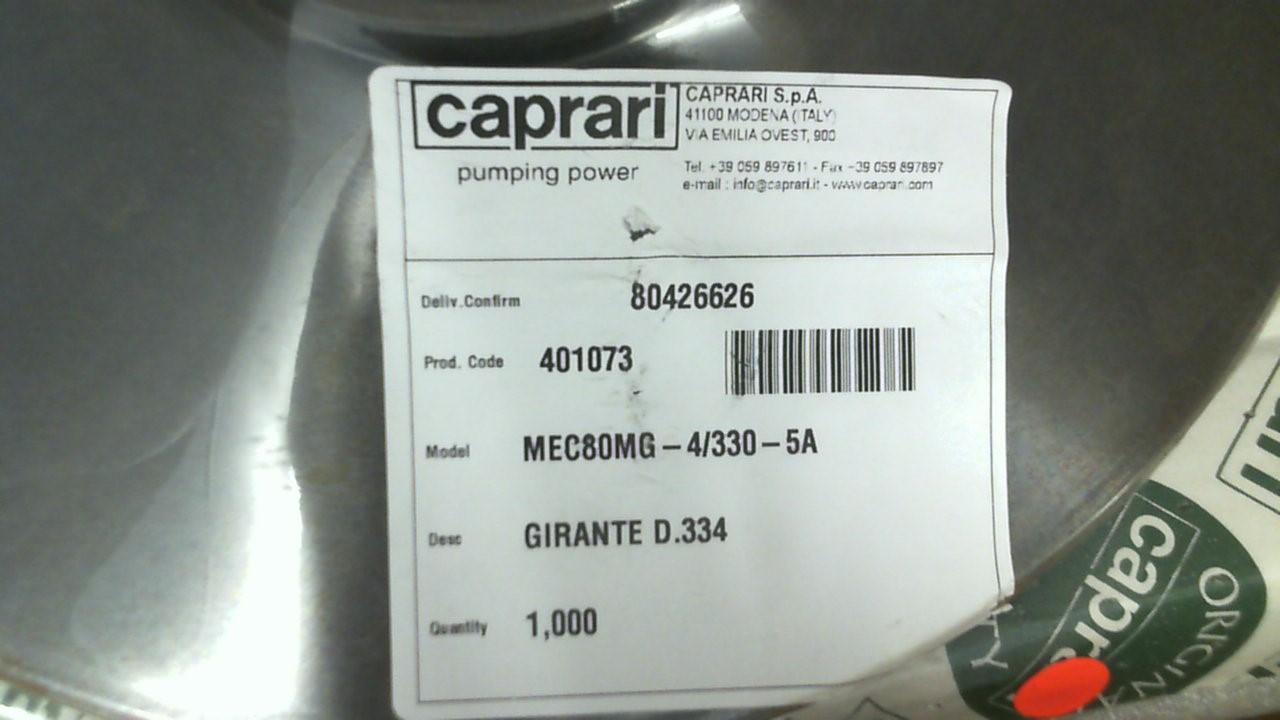 caprari
pumping power
CAPRARI S.p.A.
41100 MODENA (ITALY)
VIA EMILIA OVEST, 900
Tel. +39 059 897611 - Fax +39 059 897897
e-mail : info@caprari.it - www.caprari.com
Deliv.Confirm 80426626
Prod. Code 401073
Model MEC80MG-4/330-5A
Desc GIRANTE D.334
Quantity 1,000
capra
ORIGINA